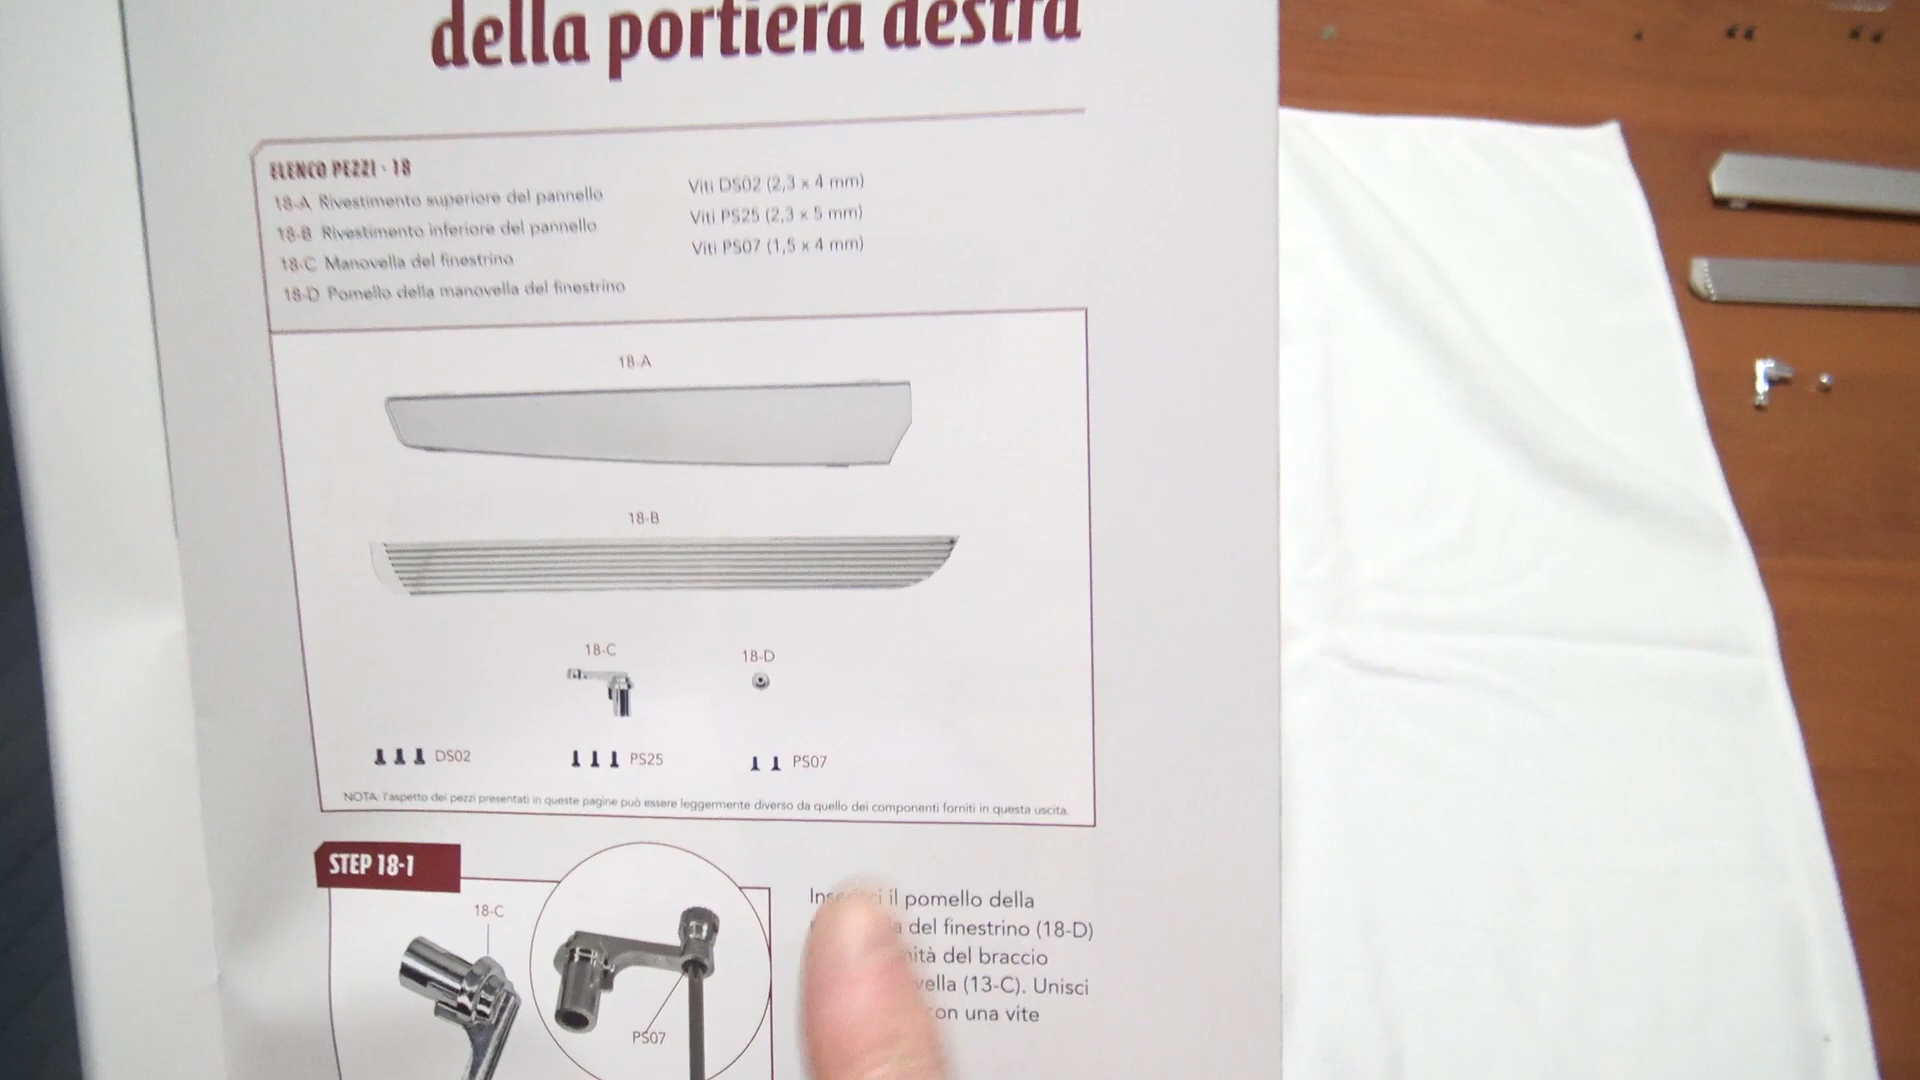 della portiera destra
ELENCO PEZZI - 18
18-A Rivestimento superiore del pannello
18-B Rivestimento inferiore del pannello
18-C Manovella del finestrino
18-D Pomello della manovella del finestrino
Viti DS02 (2,3 x 4 mm)
Viti PS25 (2,3 x 5 mm)
Viti PS07 (1,5 x 4 mm)
18-A
18-B
18-C
18-D
DS02
PS25
PS07
NOTA: l'aspetto dei pezzi presentati in queste pagine può essere leggermente diverso da quello dei componenti forniti in questa uscita.
STEP 18-1
18-C
PS07
il pomello della
del finestrino (18-D)
del braccio
(13-C). Unisci
una vite